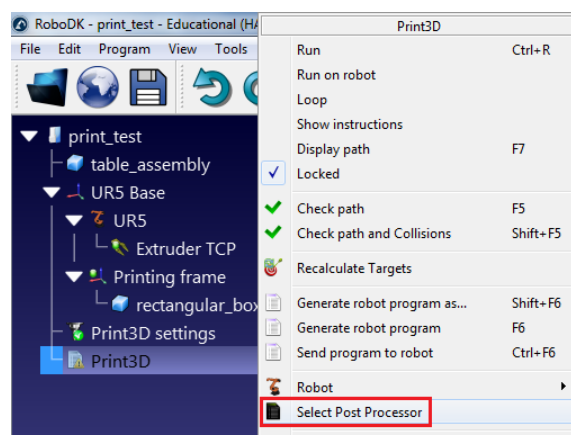 RoboDK - print_test - Educational (HA
File Edit Program View Tools
print_test
table_assembly
UR5 Base
UR5
Extruder TCP
Printing frame
rectangular_box
Print3D settings
Print3D
Print3D
Run Ctrl+R
Run on robot
Loop
Show instructions
Display path F7
Locked
Check path F5
Check path and Collisions Shift+F5
Recalculate Targets
Generate robot program as... Shift+F6
Generate robot program F6
Send program to robot Ctrl+F6
Robot
Select Post Processor